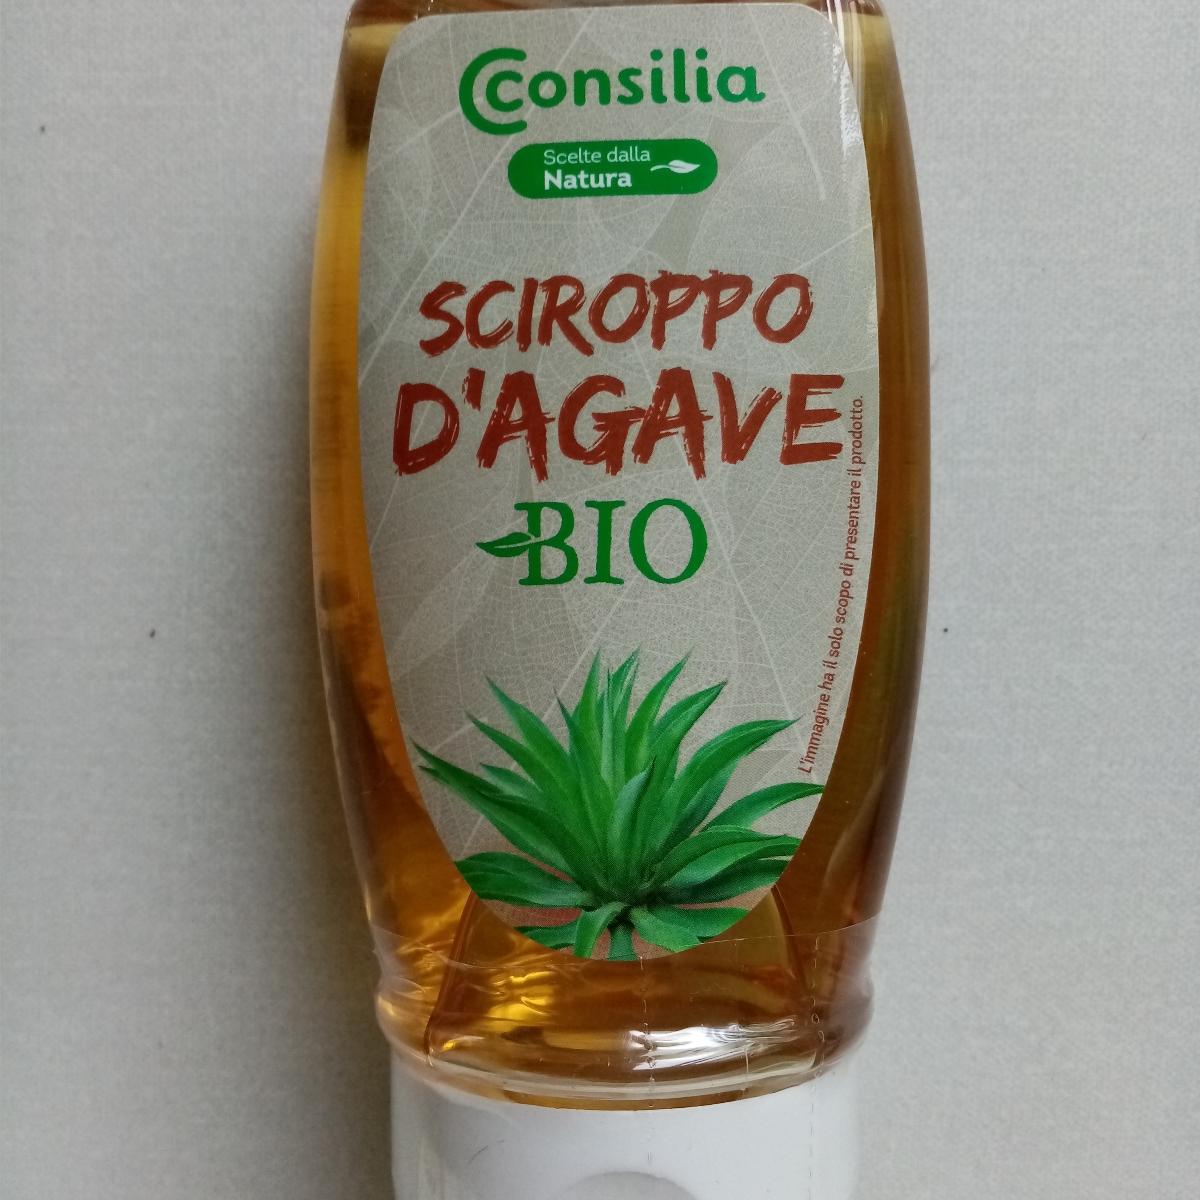 Consilia
Scelte dalla
Natura
SCIROPPO
D'AGAVE
BIO
L'immagine ha il solo scopo di presentare il prodotto.